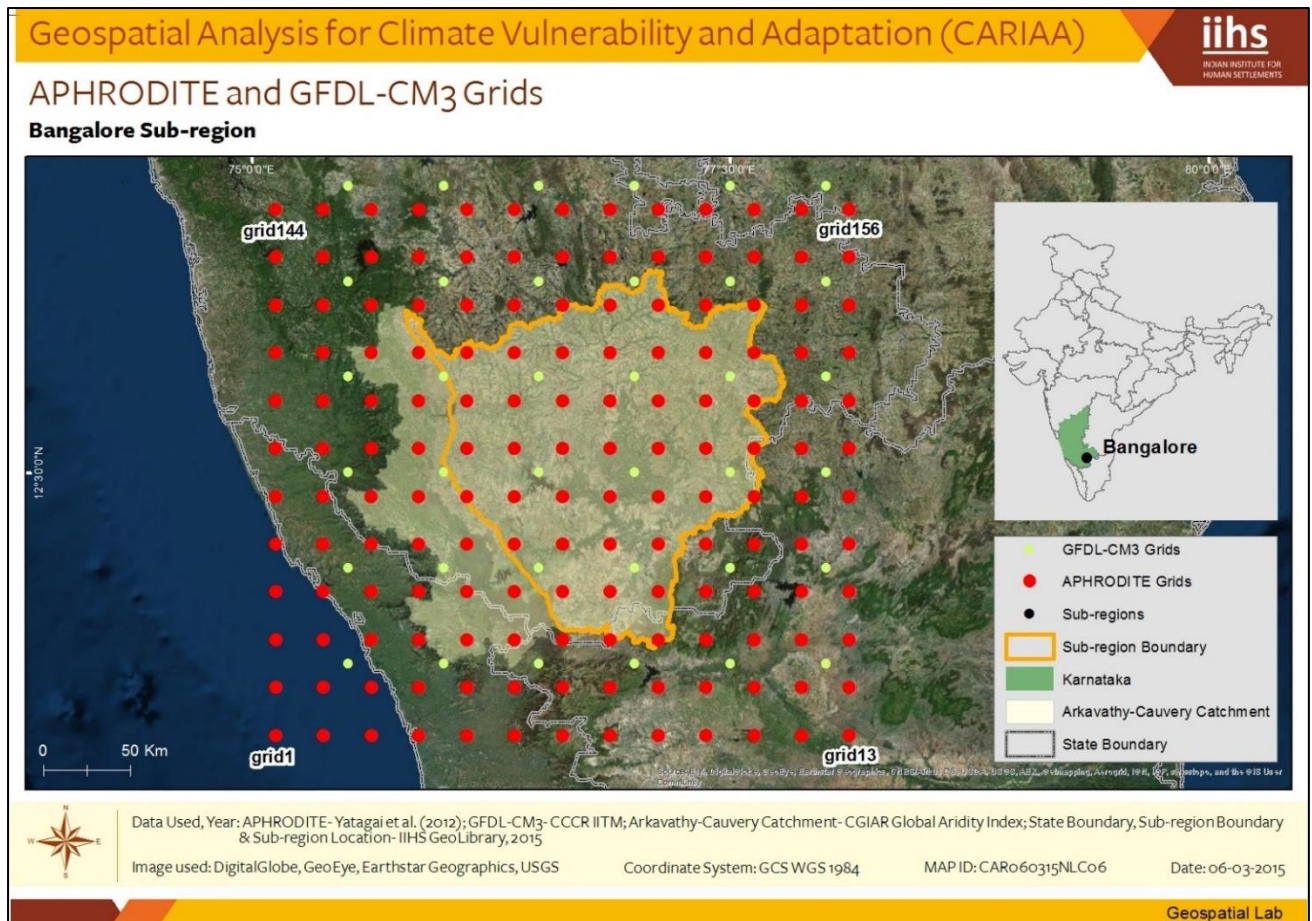 Geospatial Analysis for Climate Vulnerability and Adaptation (CARIAA)
iihs
INDIAN INSTITUTE FOR
HUMAN SETTLEMENTS
APHRODITE and GFDL-CM3 Grids
Bangalore Sub-region
75°0'0"E
77°30'0"E
80°0'0"E
grid144
grid156
12°30'0"N
Bangalore
GFDL-CM3 Grids
APHRODITE Grids
Sub-regions
Sub-region Boundary
Karnataka
Arkavathy-Cauvery Catchment
State Boundary
0 50 Km
grid1
grid13
Community
N
W E
S
Data Used, Year: APHRODITE- Yatagai et al. (2012); GFDL-CM3- CCCR IITM; Arkavathy-Cauvery Catchment- CGIAR Global Aridity Index; State Boundary, Sub-region Boundary
& Sub-region Location- IIHS GeoLibrary, 2015
Image used: DigitalGlobe, GeoEye, Earthstar Geographics, USGS Coordinate System: GCS WGS 1984 MAP ID: CAR060315NLC06 Date: 06-03-2015
Geospatial Lab